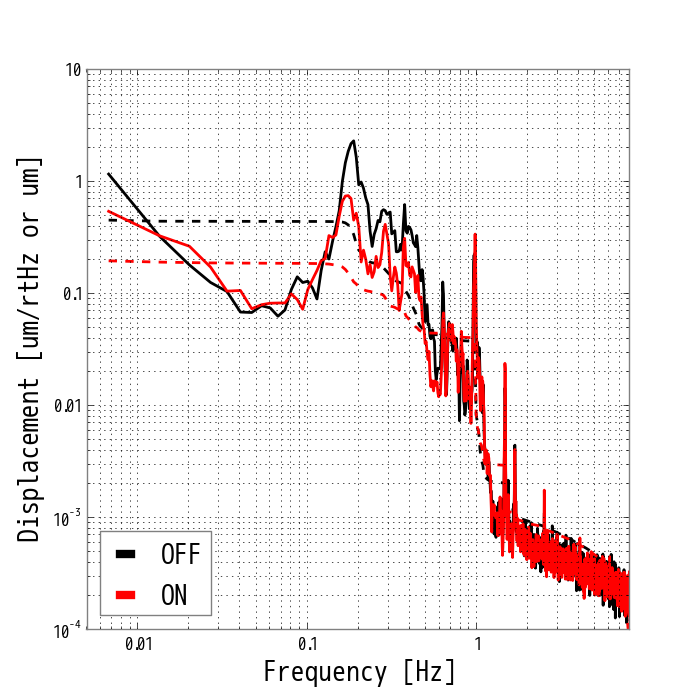 10
1
0.1
0.01
10⁻³
10⁻⁴
Displacement [um/rtHz or um]
OFF
ON
0.01 0.1 1
Frequency [Hz]